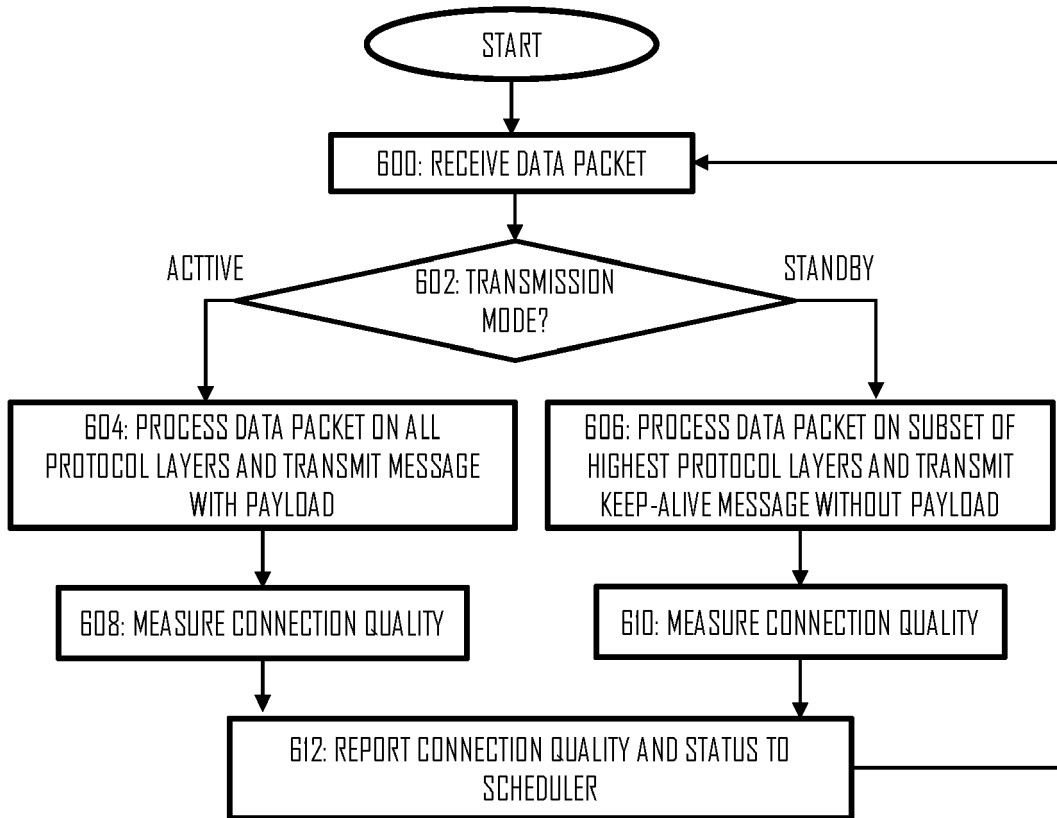 START
600: RECEIVE DATA PACKET
ACTTIVE
STANDBY
602: TRANSMISSION
MODE?
604: PROCESS DATA PACKET ON ALL
PROTOCOL LAYERS AND TRANSMIT MESSAGE
WITH PAYLOAD
606: PROCESS DATA PACKET ON SUBSET OF
HIGHEST PROTOCOL LAYERS AND TRANSMIT
KEEP-ALIVE MESSAGE WITHOUT PAYLOAD
608: MEASURE CONNECTION QUALITY
610: MEASURE CONNECTION QUALITY
612: REPORT CONNECTION QUALITY AND STATUS TO
SCHEDULER